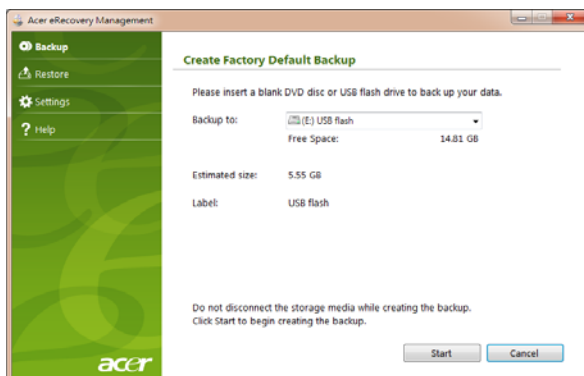 Acer eRecovery Management
Backup
Restore
Settings
? Help
Create Factory Default Backup
Please insert a blank DVD disc or USB flash drive to back up your data.
Backup to: (E:) USB flash
Free Space: 14.81 GB
Estimated size: 5.55 GB
Label: USB flash
Do not disconnect the storage media while creating the backup.
Click Start to begin creating the backup.
Start Cancel
acer